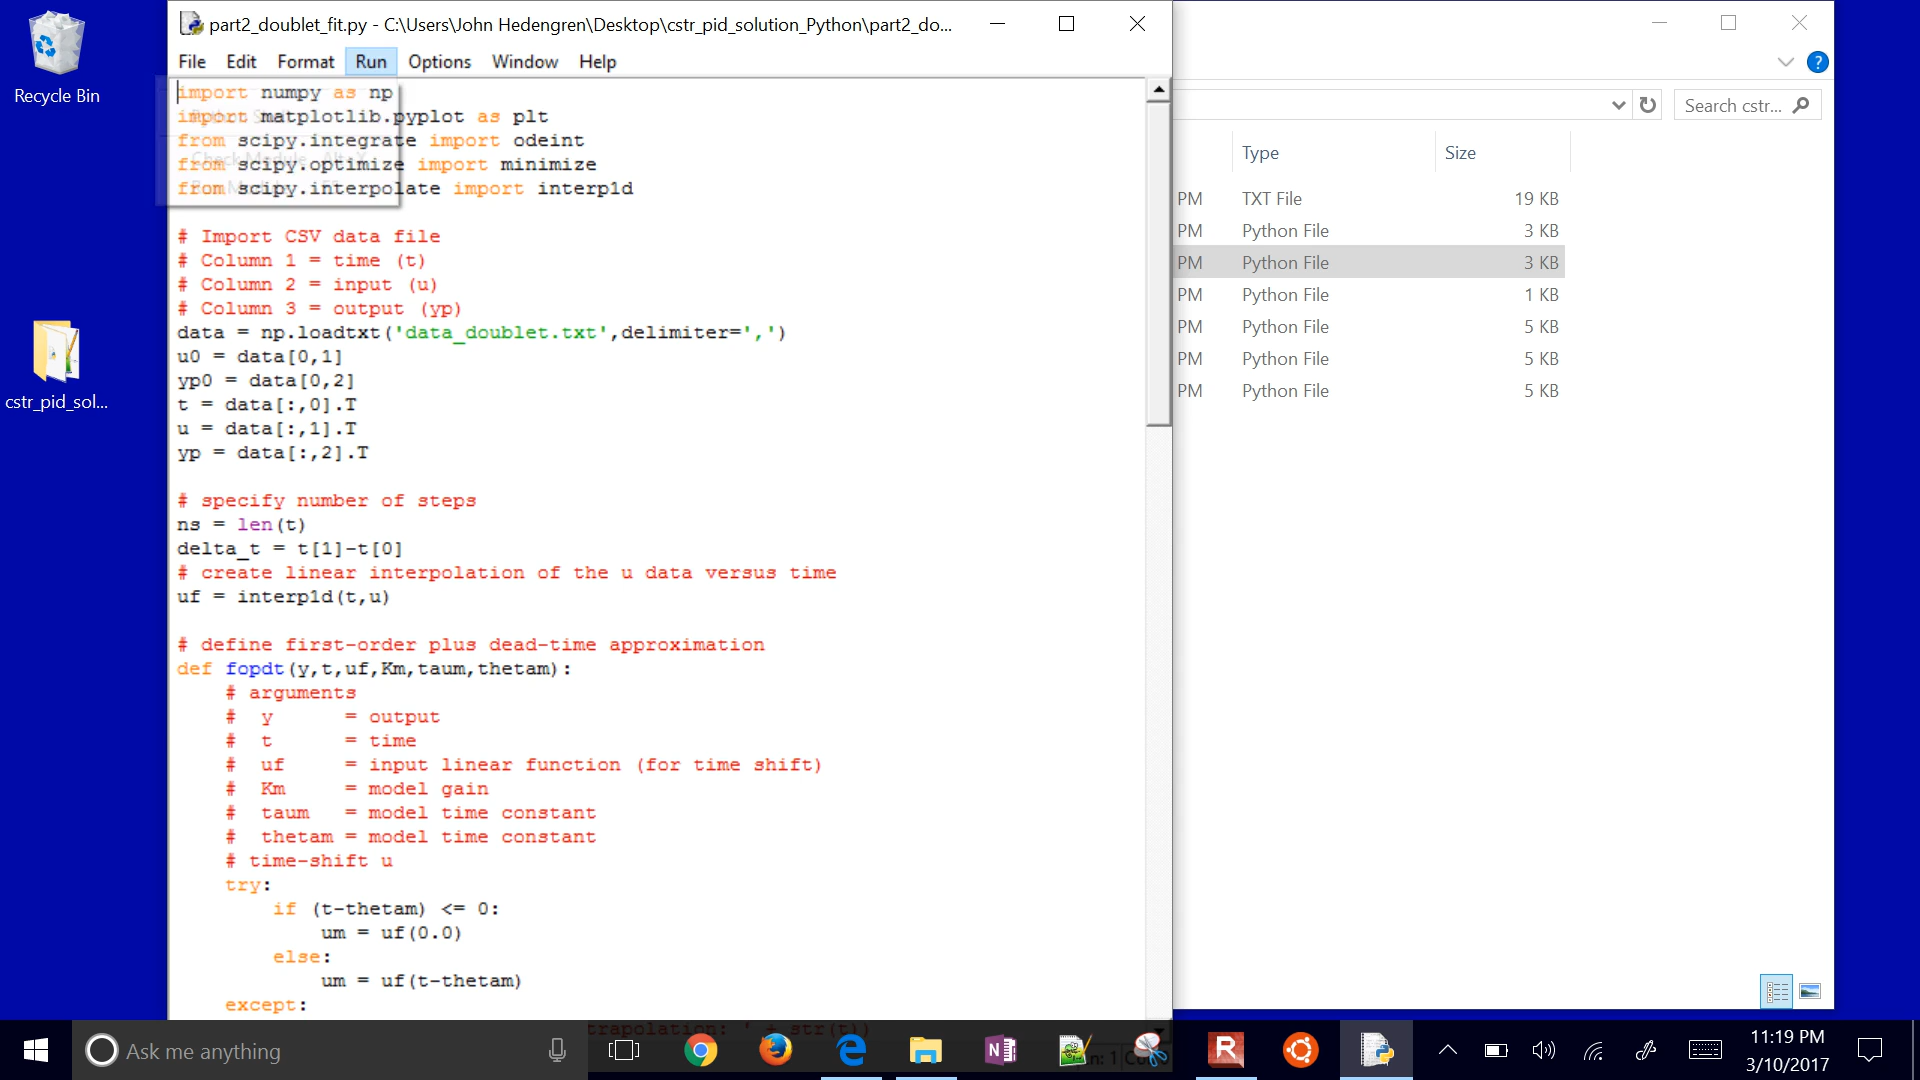 Recycle Bin
cstr_pid_sol...
part2_doublet_fit.py - C:\Users\John Hedengren\Desktop\cstr_pid_solution_Python\part2_do...
File Edit Format Run Options Window Help
import numpy as np
import matplotlib.pyplot as plt
from scipy.integrate import odeint
from scipy.optimize import minimize
from scipy.interpolate import interp1d
# Import CSV data file
# Column 1 = time (t)
# Column 2 = input (u)
# Column 3 = output (yp)
data = np.loadtxt('data_doublet.txt',delimiter=',')
u0 = data[0,1]
yp0 = data[0,2]
t = data[:,0].T
u = data[:,1].T
yp = data[:,2].T
# specify number of steps
ns = len(t)
delta_t = t[1]-t[0]
# create linear interpolation of the u data versus time
uf = interp1d(t,u)
# define first-order plus dead-time approximation
def fopdt(y,t,uf,Km,taum,thetam):
    # arguments
    #  y      = output
    #  t      = time
    #  uf     = input linear function (for time shift)
    #  Km     = model gain
    #  taum   = model time constant
    #  thetam = model time constant
    # time-shift u
    try:
        if (t-thetam) <= 0:
            um = uf(0.0)
        else:
            um = uf(t-thetam)
    except:
trapolation: ' + str(t))
Search cstr...
Type Size
PM TXT File 19 KB
PM Python File 3 KB
PM Python File 3 KB
PM Python File 1 KB
PM Python File 5 KB
PM Python File 5 KB
PM Python File 5 KB
Ask me anything
11:19 PM
3/10/2017